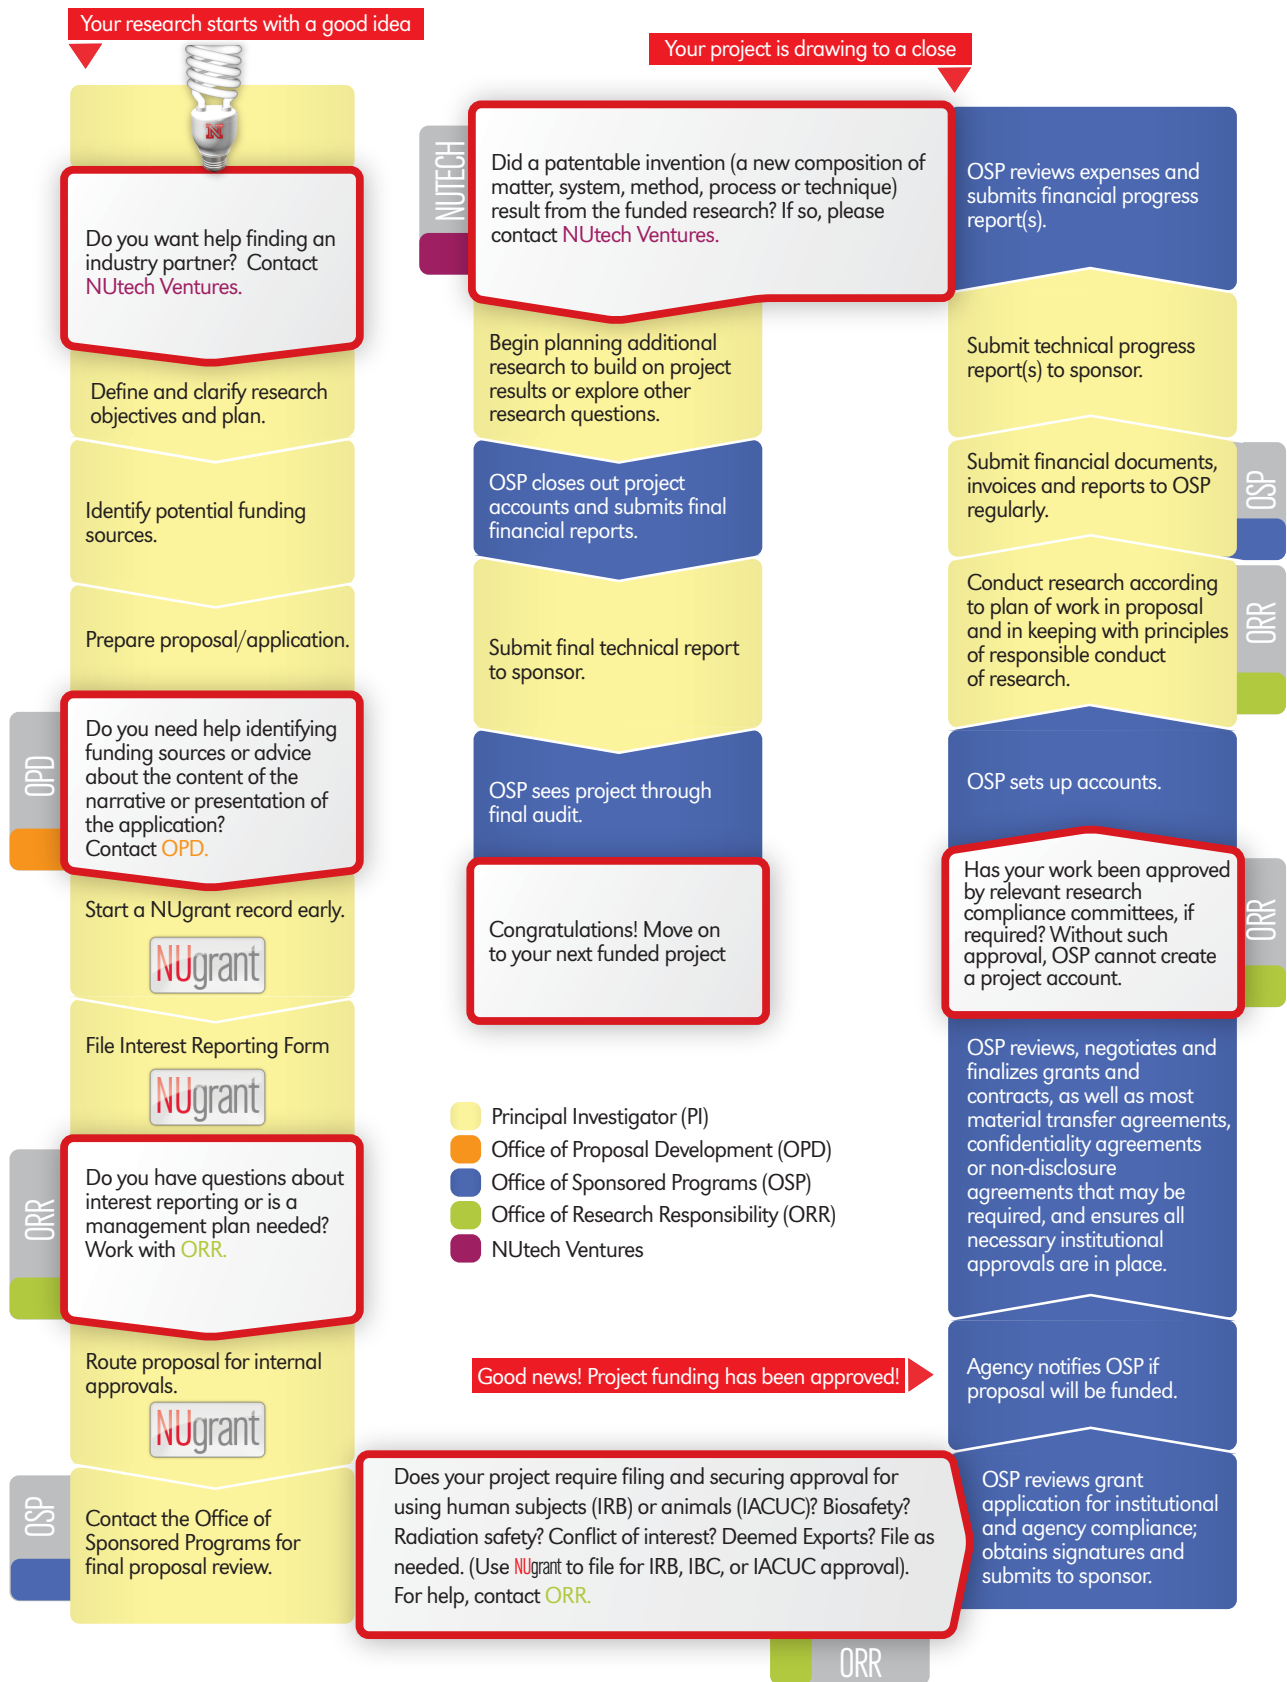 Your research starts with a good idea
N
Do you want help finding an
industry partner? Contact
NUtech Ventures.
Define and clarify research
objectives and plan.
Identify potential funding
sources.
Prepare proposal/application.
OPD
Do you need help identifying
funding sources or advice
about the content of the
narrative or presentation of
the application?
Contact OPD.
Start a NUgrant record early.
NUgrant
File Interest Reporting Form
NUgrant
ORR
Do you have questions about
interest reporting or is a
management plan needed?
Work with ORR.
Route proposal for internal
approvals.
NUgrant
OSP
Contact the Office of
Sponsored Programs for
final proposal review.
Does your project require filing and securing approval for
using human subjects (IRB) or animals (IACUC)? Biosafety?
Radiation safety? Conflict of interest? Deemed Exports? File as
needed. (Use NUgrant to file for IRB, IBC, or IACUC approval).
For help, contact ORR.
ORR
OSP reviews grant
application for institutional
and agency compliance;
obtains signatures and
submits to sponsor.
Good news! Project funding has been approved!
Agency notifies OSP if
proposal will be funded.
OSP reviews, negotiates and
finalizes grants and
contracts, as well as most
material transfer agreements,
confidentiality agreements
or non-disclosure
agreements that may be
required, and ensures all
necessary institutional
approvals are in place.
Has your work been approved
by relevant research
compliance committees, if
required? Without such
approval, OSP cannot create
a project account.
ORR
OSP sets up accounts.
Conduct research according
to plan of work in proposal
and in keeping with principles
of responsible conduct
of research.
ORR
Submit financial documents,
invoices and reports to OSP
regularly.
OSP
Submit technical progress
report(s) to sponsor.
OSP reviews expenses and
submits financial progress
report(s).
Your project is drawing to a close
NUTECH
Did a patentable invention (a new composition of
matter, system, method, process or technique)
result from the funded research? If so, please
contact NUtech Ventures.
Begin planning additional
research to build on project
results or explore other
research questions.
OSP closes out project
accounts and submits final
financial reports.
Submit final technical report
to sponsor.
OSP sees project through
final audit.
Congratulations! Move on
to your next funded project
Principal Investigator (PI)
Office of Proposal Development (OPD)
Office of Sponsored Programs (OSP)
Office of Research Responsibility (ORR)
NUtech Ventures